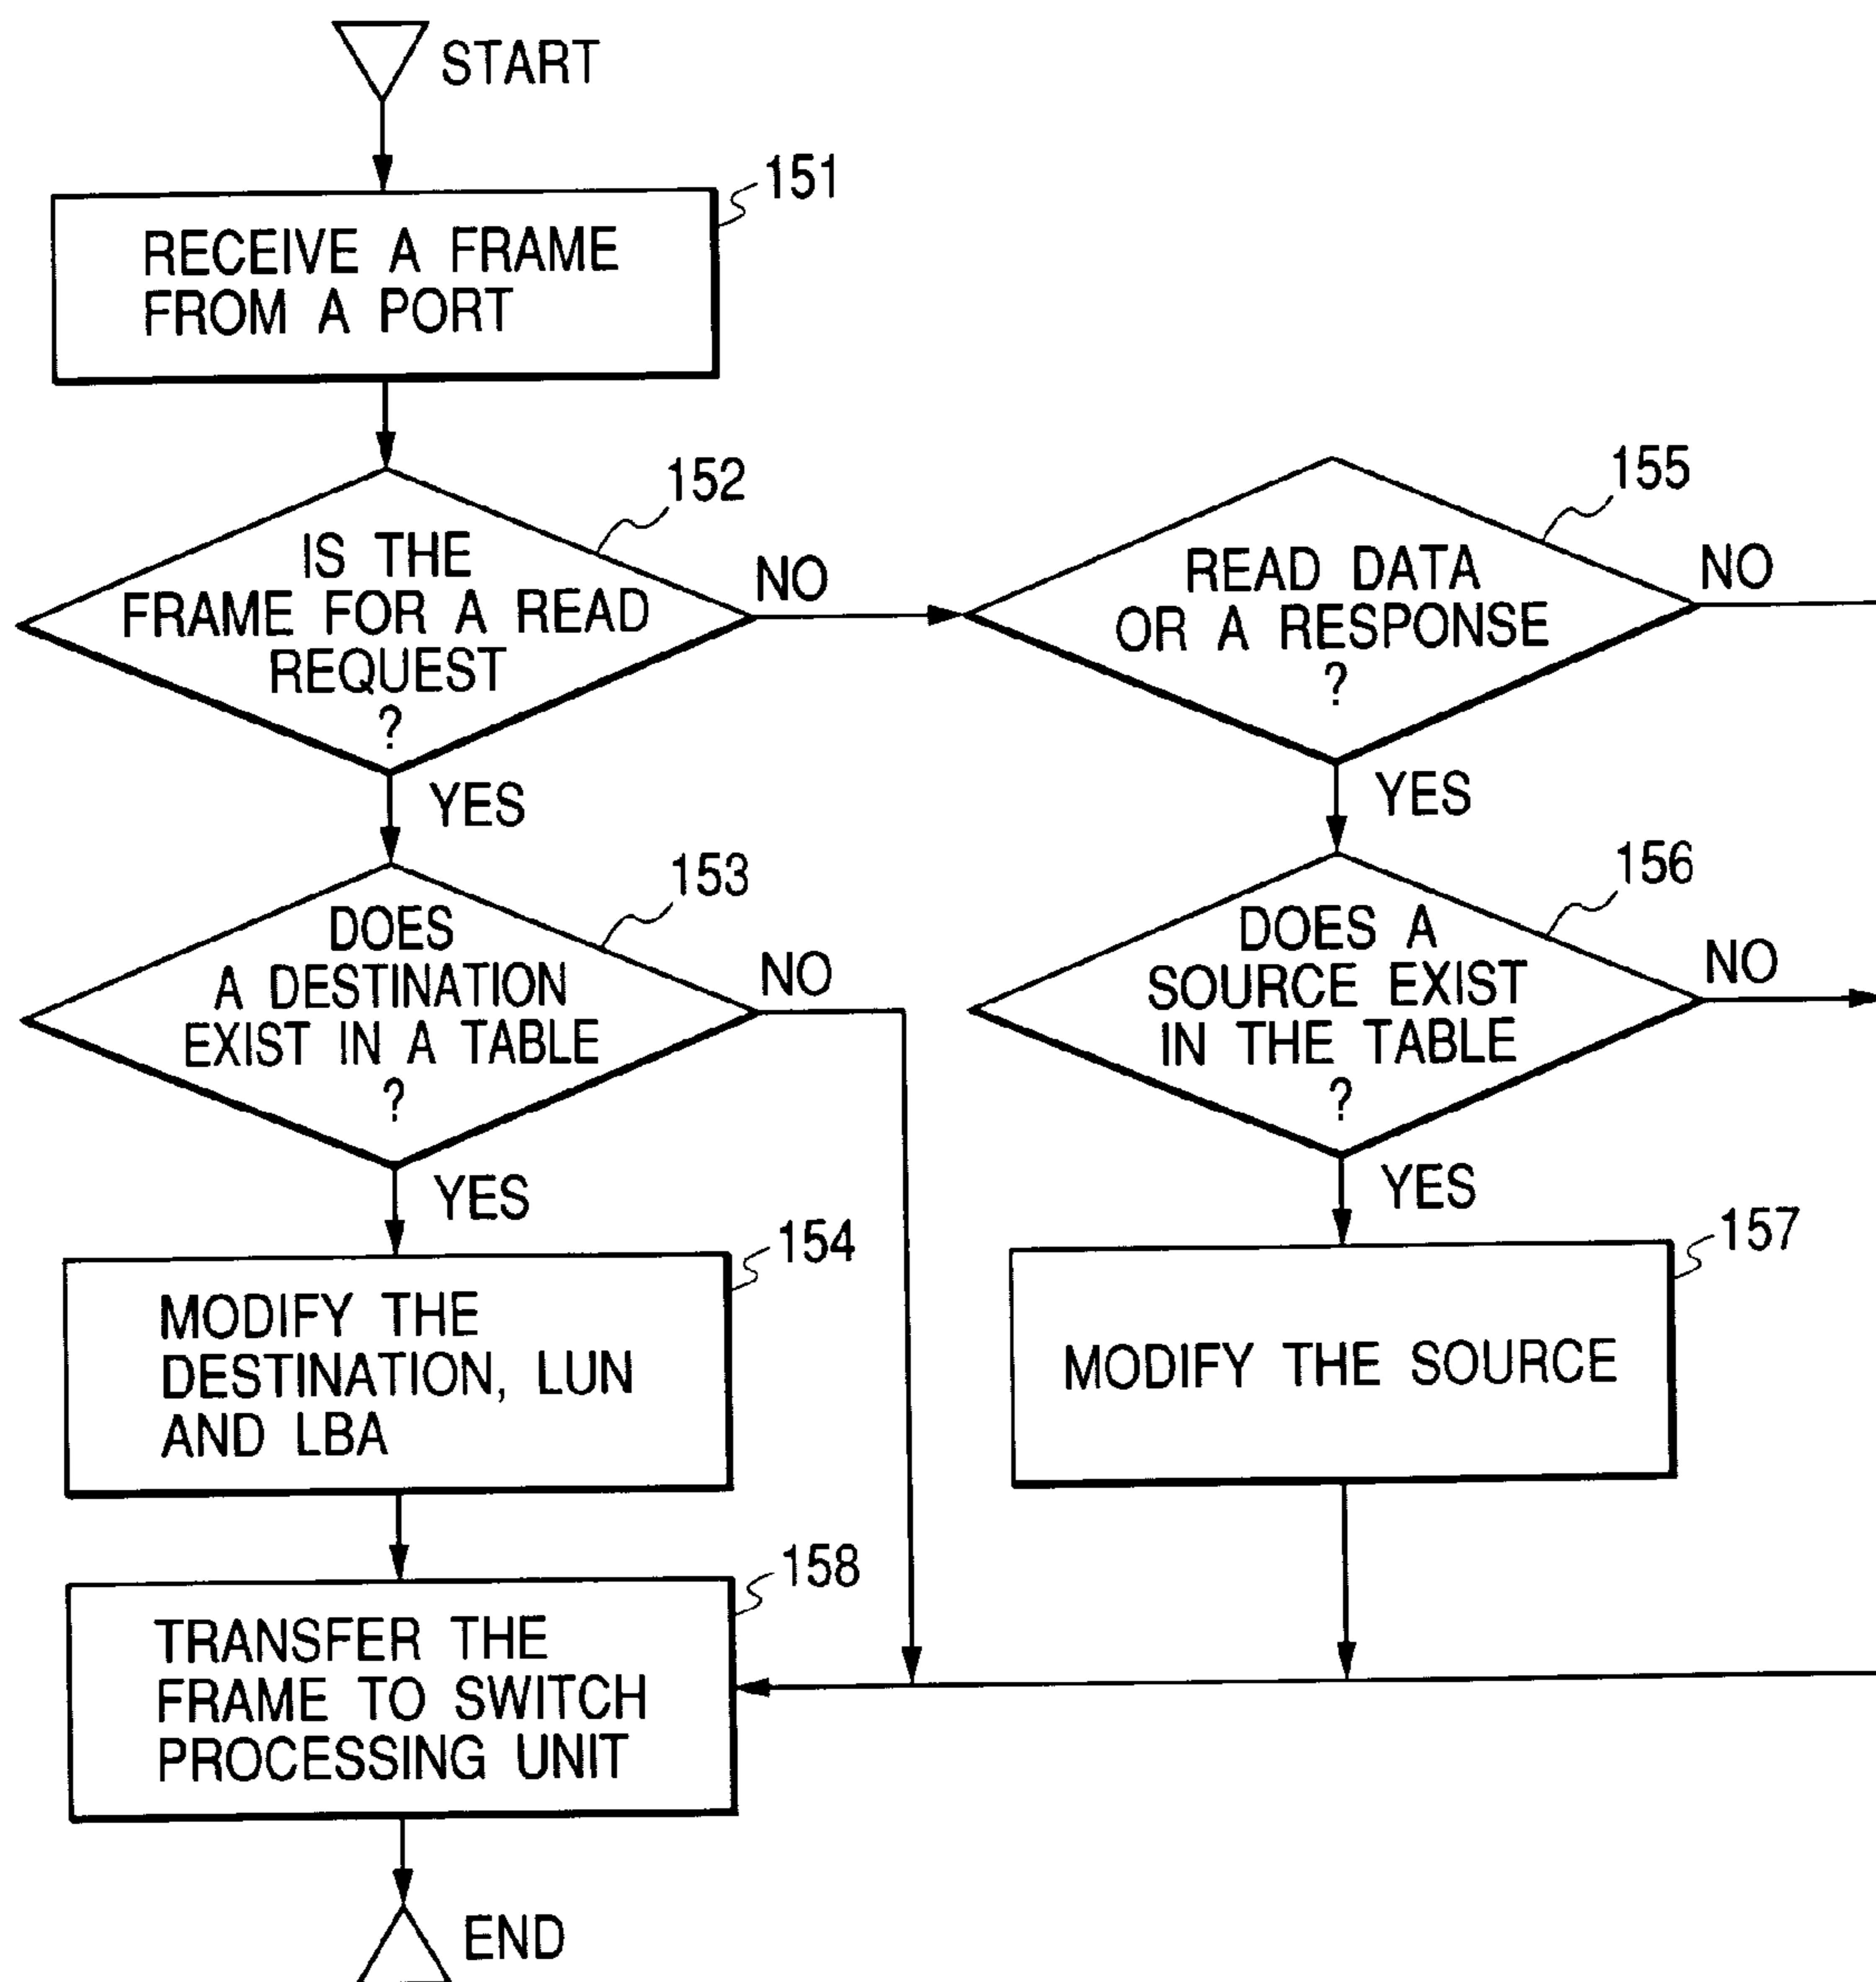 START
151
RECEIVE A FRAME
FROM A PORT
152
IS THE
FRAME FOR A READ
REQUEST
?
NO
YES
155
READ DATA
OR A RESPONSE
?
NO
YES
153
DOES
A DESTINATION
EXIST IN A TABLE
?
NO
YES
156
DOES A
SOURCE EXIST
IN THE TABLE
?
NO
YES
154
MODIFY THE
DESTINATION, LUN
AND LBA
157
MODIFY THE SOURCE
158
TRANSFER THE
FRAME TO SWITCH
PROCESSING UNIT
END